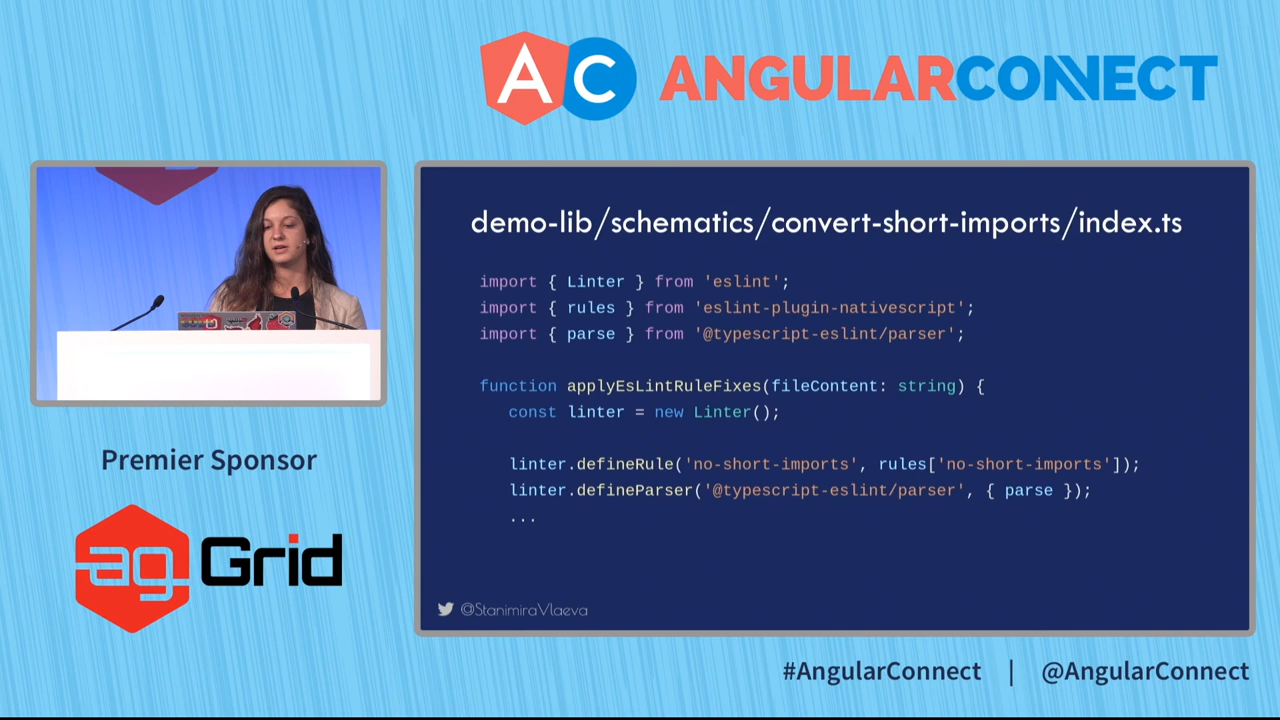 AC ANGULARCONNECT
demo-lib/schematics/convert-short-imports/index.ts
import { Linter } from 'eslint';
import { rules } from 'eslint-plugin-nativescript';
import { parse } from '@typescript-eslint/parser';
function applyEsLintRuleFixes(fileContent: string) {
const linter = new Linter();
linter.defineRule('no-short-imports', rules['no-short-imports']);
linter.defineParser('@typescript-eslint/parser', { parse });
...
@StanimiraVlaeva
Premier Sponsor
ag Grid
#AngularConnect | @AngularConnect